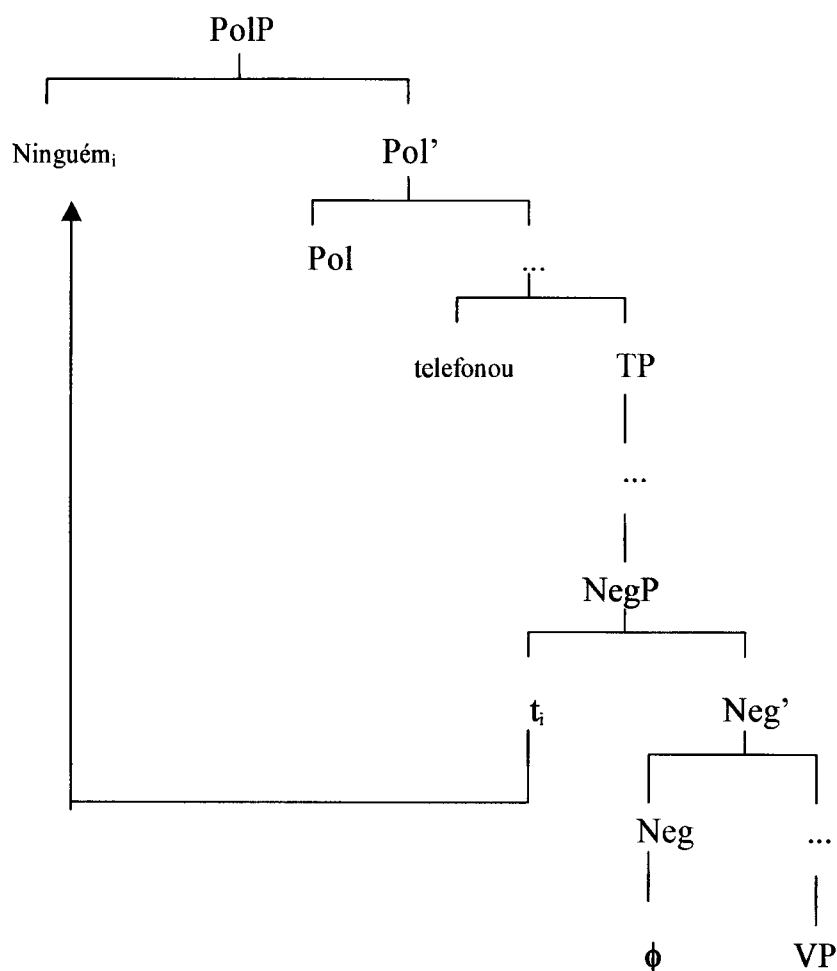 PolP
Ninguémᵢ Pol’
Pol ...
telefonou TP
...
NegP
tᵢ Neg’
Neg ...
ϕ VP